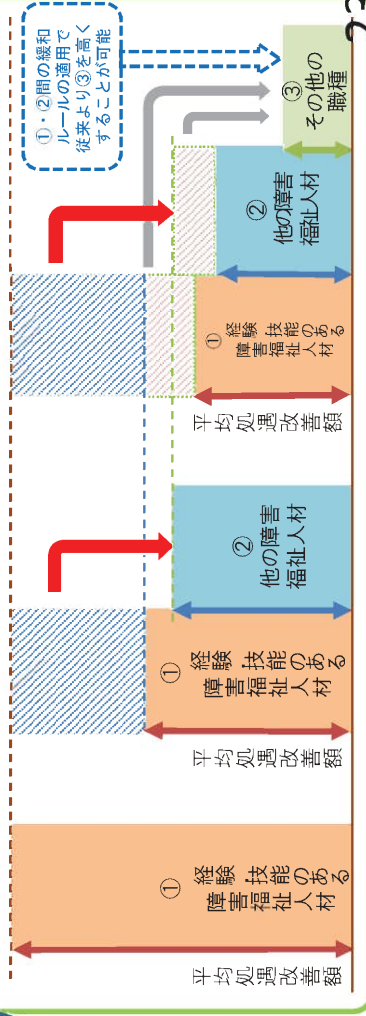 平均処遇改善額
①
経験・技能のある
障害福祉人材
平均処遇改善額
①
経験・技能のある
障害福祉人材
②
他の障害
福祉人材
平均処遇改善額
①
経験・技能のある
障害福祉人材
②
他の障害
福祉人材
③
その他の
職種
①・②間の緩和
ルールの適用で
従来より③を高く
することが可能